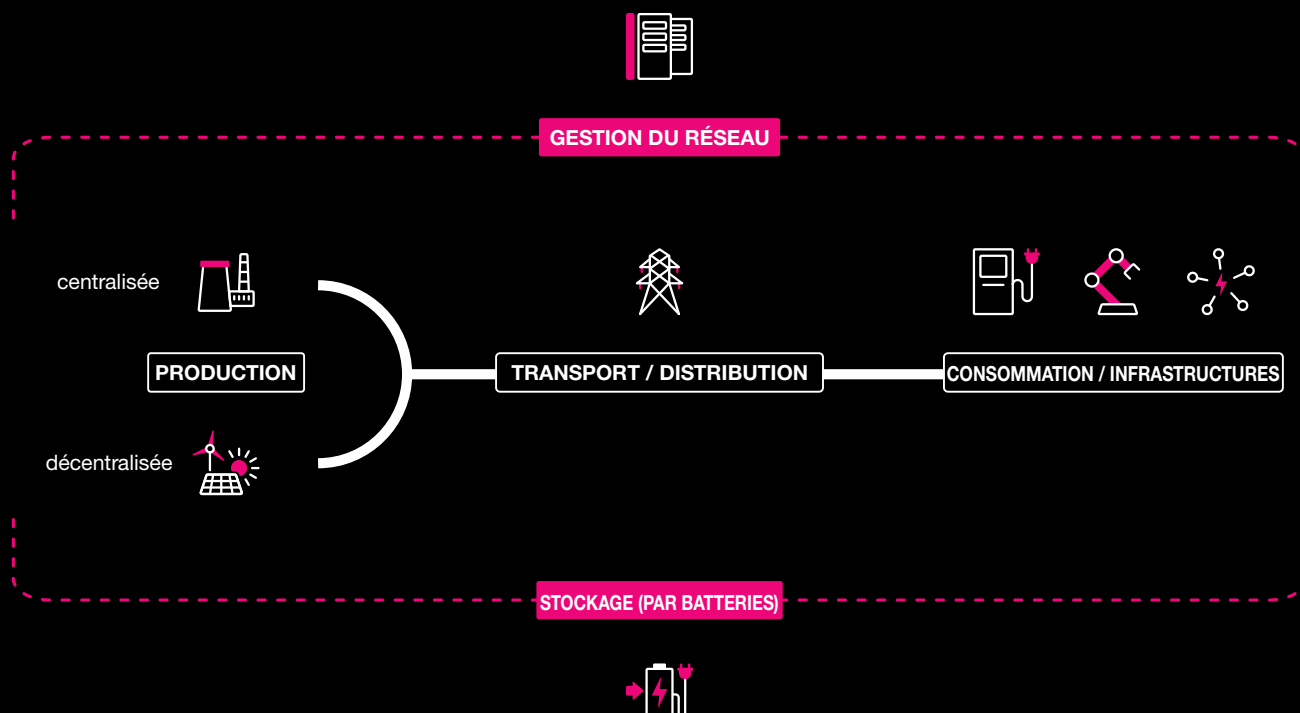 GESTION DU RÉSEAU
centralisée
PRODUCTION
TRANSPORT / DISTRIBUTION
CONSOMMATION / INFRASTRUCTURES
décentralisée
STOCKAGE (PAR BATTERIES)